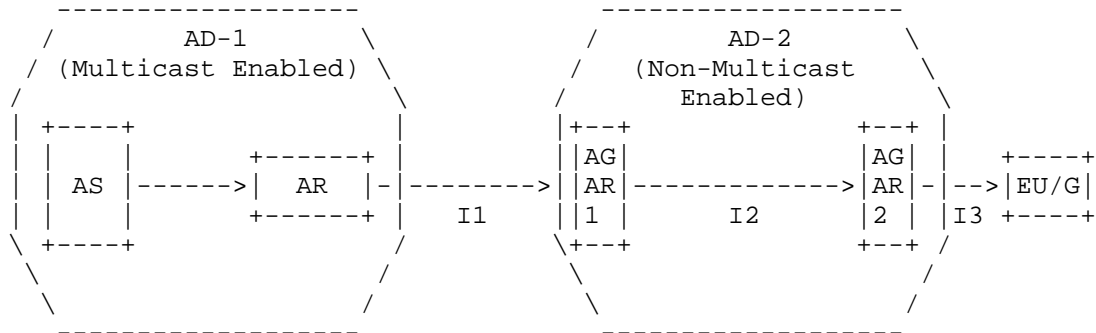 AD-1 AD-2
(Multicast Enabled) (Non-Multicast
Enabled)
AG AG
AS AR AR AR EU/G
I1 1 I2 2 I3